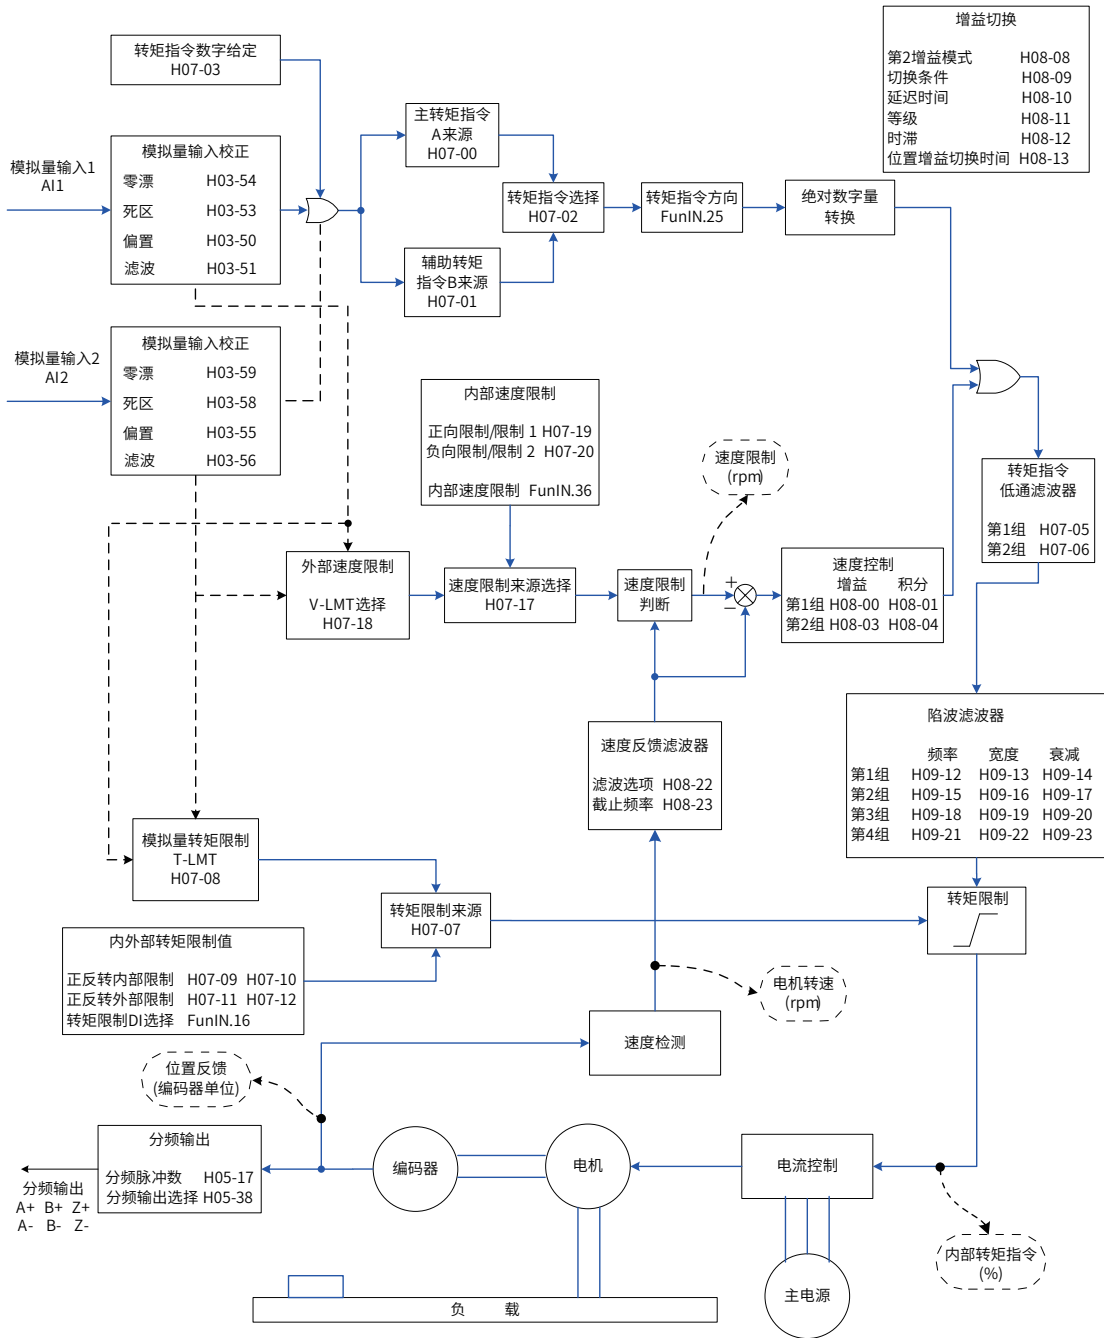 增益切换
第2增益模式 H08-08
切换条件 H08-09
延迟时间 H08-10
等级 H08-11
时滞 H08-12
位置增益切换时间 H08-13
转矩指令数字给定
H07-03
模拟量输入1
AI1
模拟量输入校正
零漂 H03-54
死区 H03-53
偏置 H03-50
滤波 H03-51
主转矩指令
A来源
H07-00
辅助转矩
指令B来源
H07-01
转矩指令选择
H07-02
转矩指令方向
FunIN.25
绝对数字量
转换
模拟量输入2
AI2
模拟量输入校正
零漂 H03-59
死区 H03-58
偏置 H03-55
滤波 H03-56
内部速度限制
正向限制/限制 1 H07-19
负向限制/限制 2 H07-20
内部速度限制 FunIN.36
速度限制
(rpm)
转矩指令
低通滤波器
第1组 H07-05
第2组 H07-06
外部速度限制
V-LMT选择
H07-18
速度限制来源选择
H07-17
速度限制
判断
+
−
速度控制
增益 积分
第1组 H08-00 H08-01
第2组 H08-03 H08-04
速度反馈滤波器
滤波选项 H08-22
截止频率 H08-23
陷波滤波器
频率 宽度 衰减
第1组 H09-12 H09-13 H09-14
第2组 H09-15 H09-16 H09-17
第3组 H09-18 H09-19 H09-20
第4组 H09-21 H09-22 H09-23
模拟量转矩限制
T-LMT
H07-08
转矩限制来源
H07-07
转矩限制
内外部转矩限制值
正反转内部限制 H07-09 H07-10
正反转外部限制 H07-11 H07-12
转矩限制DI选择 FunIN.16
电机转速
(rpm)
速度检测
位置反馈
(编码器单位)
分频输出
分频脉冲数 H05-17
分频输出选择 H05-38
分频输出
A+ B+ Z+
A- B- Z-
编码器
电机
电流控制
内部转矩指令
(%)
主电源
负 载